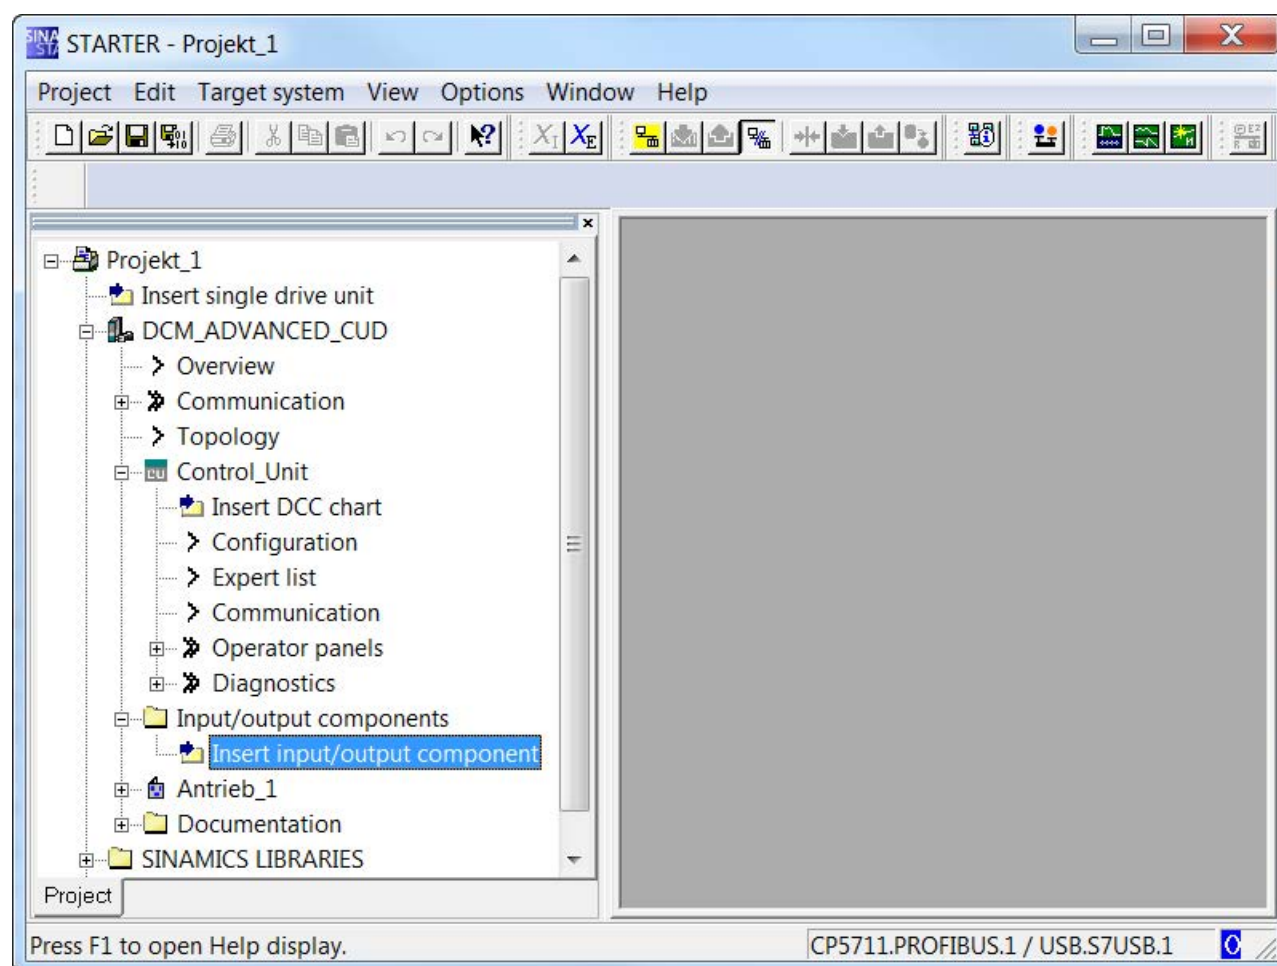 STARTER - Projekt_1
Project Edit Target system View Options Window Help
Projekt_1
Insert single drive unit
DCM_ADVANCED_CUD
Overview
Communication
Topology
Control_Unit
Insert DCC chart
Configuration
Expert list
Communication
Operator panels
Diagnostics
Input/output components
Insert input/output component
Antrieb_1
Documentation
SINAMICS LIBRARIES
Project
Press F1 to open Help display. CP5711.PROFIBUS.1 / USB.S7USB.1